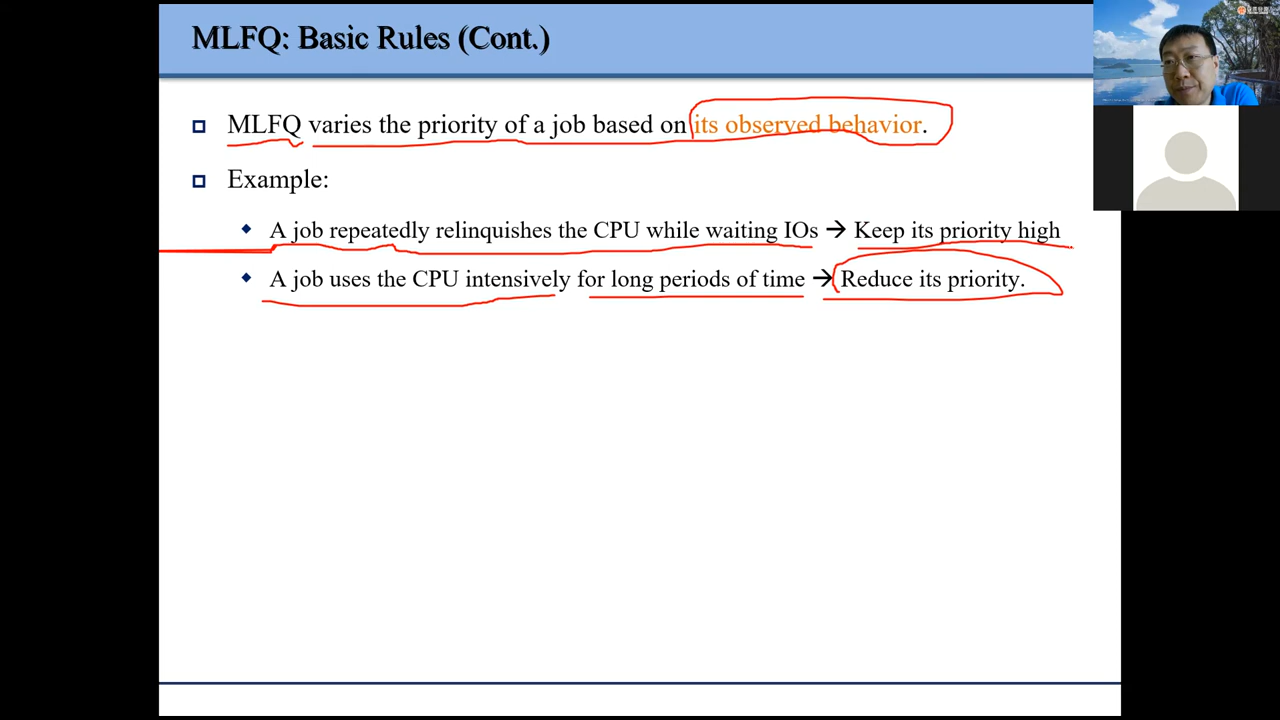 MLFQ: Basic Rules (Cont.)
MLFQ varies the priority of a job based on its observed behavior.
Example:
A job repeatedly relinquishes the CPU while waiting IOs → Keep its priority high
A job uses the CPU intensively for long periods of time → Reduce its priority.